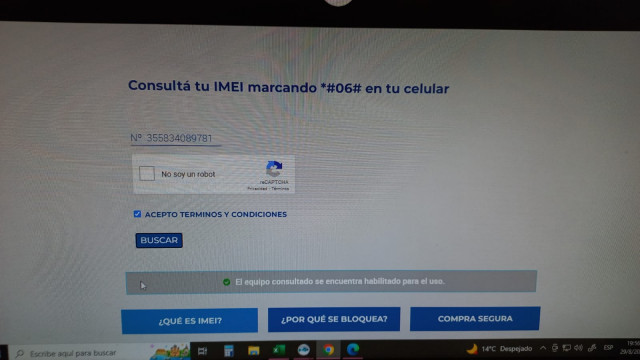 Consultá tu IMEI marcando *#06# en tu celular
Nº 355834089781
No soy un robot
reCAPTCHA
Privacidad - Términos
ACEPTO TERMINOS Y CONDICIONES
BUSCAR
El equipo consultado se encuentra habilitado para el uso.
¿QUÉ ES IMEI?
¿POR QUÉ SE BLOQUEA?
COMPRA SEGURA
Escribe aquí para buscar
14°C Despejado
ESP